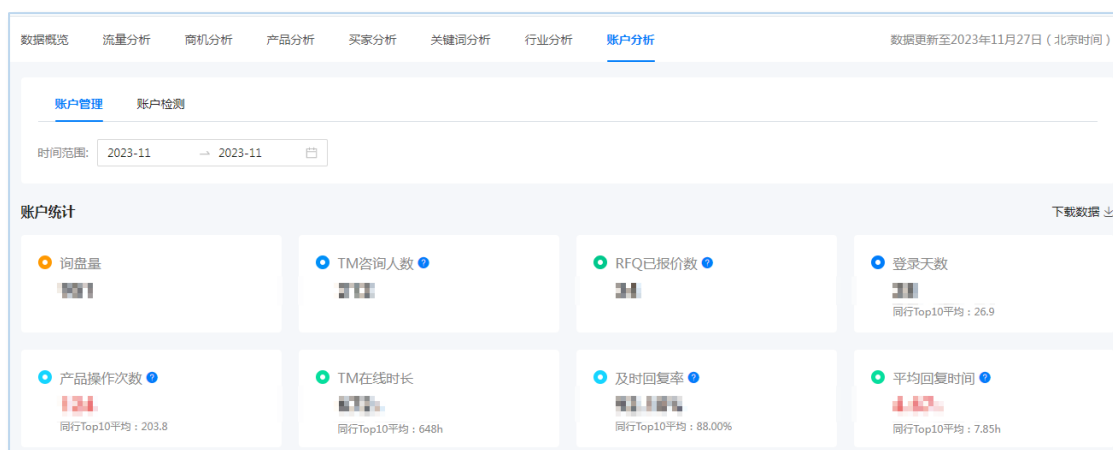 数据概览 流量分析 商机分析 产品分析 买家分析 关键词分析 行业分析 账户分析 数据更新至2023年11月27日（北京时间）
账户管理 账户检测
时间范围: 2023-11 → 2023-11
账户统计 下载数据
询盘量 TM咨询人数 ? RFQ已报价数 ? 登录天数
同行Top10平均：26.9
产品操作次数 ? TM在线时长 及时回复率 ? 平均回复时间 ?
同行Top10平均：203.8 同行Top10平均：648h 同行Top10平均：88.00% 同行Top10平均：7.85h